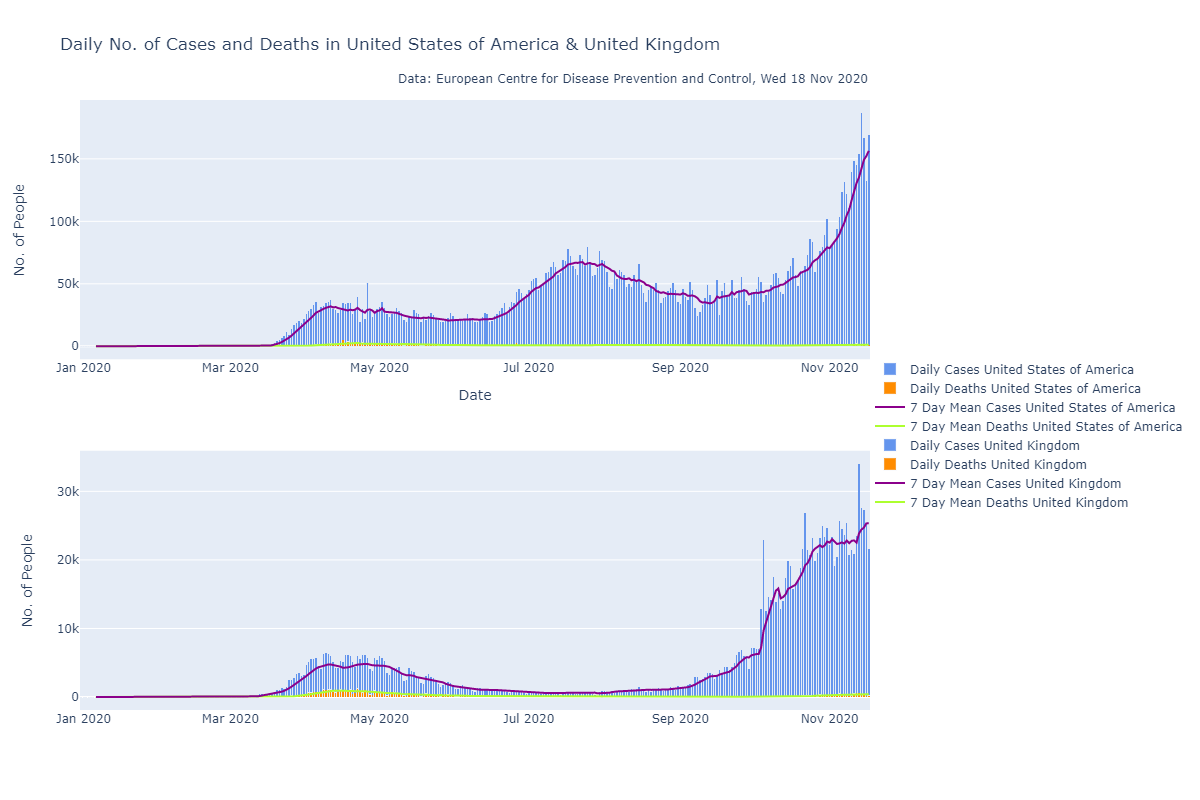 Daily No. of Cases and Deaths in United States of America & United Kingdom
Data: European Centre for Disease Prevention and Control, Wed 18 Nov 2020
No. of People
150k
100k
50k
0
Jan 2020 Mar 2020 May 2020 Jul 2020 Sep 2020 Nov 2020
Date
Daily Cases United States of America
Daily Deaths United States of America
7 Day Mean Cases United States of America
7 Day Mean Deaths United States of America
Daily Cases United Kingdom
Daily Deaths United Kingdom
7 Day Mean Cases United Kingdom
7 Day Mean Deaths United Kingdom
No. of People
30k
20k
10k
0
Jan 2020 Mar 2020 May 2020 Jul 2020 Sep 2020 Nov 2020